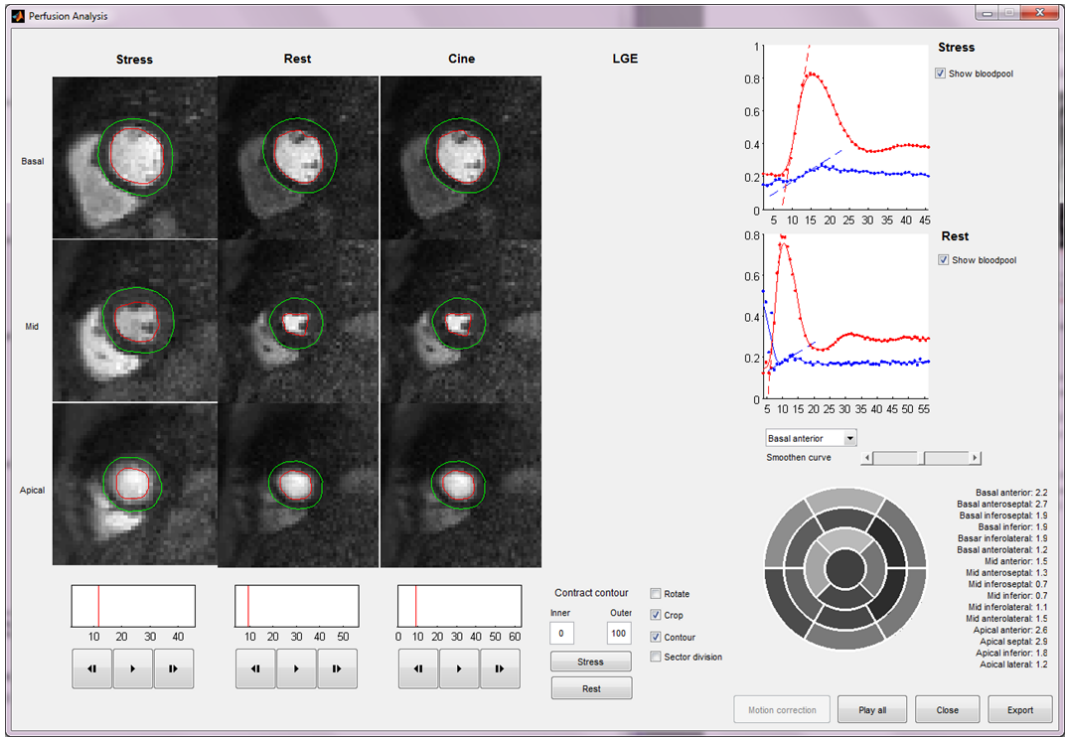 Perfusion Analysis
Stress Rest Cine LGE
Basal
Mid
Apical
10 20 30 40
10 20 30 40 50
0 10 20 30 40 50 60
Contract contour
Inner Outer
0 100
Stress
Rest
Rotate
Crop
Contour
Sector division
Stress
Show bloodpool
1
0.8
0.6
0.4
0.2
0
5 10 15 20 25 30 35 40 45
Rest
Show bloodpool
0.8
0.6
0.4
0.2
0
5 10 15 20 25 30 35 40 45 50 55
Basal anterior
Smoothen curve
Basal anterior: 2.2
Basal anteroseptal: 2.7
Basal inferoseptal: 1.9
Basal inferior: 1.9
Basar inferolateral: 1.9
Basal anterolateral: 1.2
Mid anterior: 1.5
Mid anteroseptal: 1.3
Mid inferoseptal: 0.7
Mid inferior: 0.7
Mid inferolateral: 1.1
Mid anterolateral: 1.5
Apical anterior: 2.6
Apical septal: 2.9
Apical inferior: 1.8
Apical lateral: 1.2
Motion correction Play all Close Export